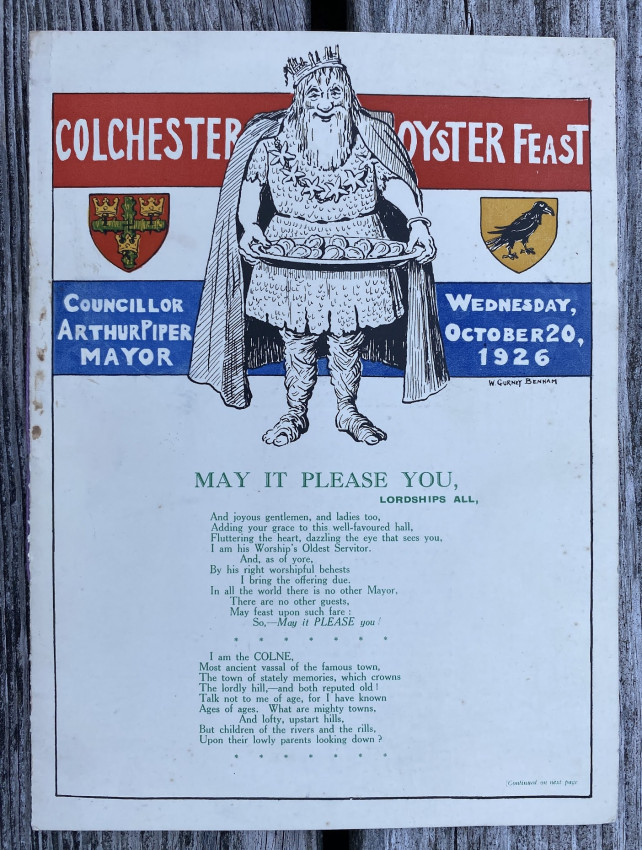 COLCHESTER OYSTER FEAST
COUNCILLOR
ARTHUR PIPER
MAYOR
WEDNESDAY,
OCTOBER 20,
1926
W. GURNEY BENHAM
MAY IT PLEASE YOU,
LORDSHIPS ALL,
And joyous gentlemen, and ladies too,
Adding your grace to this well-favoured hall,
Fluttering the heart, dazzling the eye that sees you,
I am his Worship's Oldest Servitor.
And, as of yore,
By his right worshipful behests
I bring the offering due.
In all the world there is no other Mayor,
There are no other guests,
May feast upon such fare :
So,—May it PLEASE you!
* * * * * * *
I am the COLNE,
Most ancient vassal of the famous town,
The town of stately memories, which crowns
The lordly hill,—and both reputed old!
Talk not to me of age, for I have known
Ages of ages. What are mighty towns,
And lofty, upstart hills,
But children of the rivers and the rills,
Upon their lowly parents looking down ?
* * * * * * *
[Continued on next page